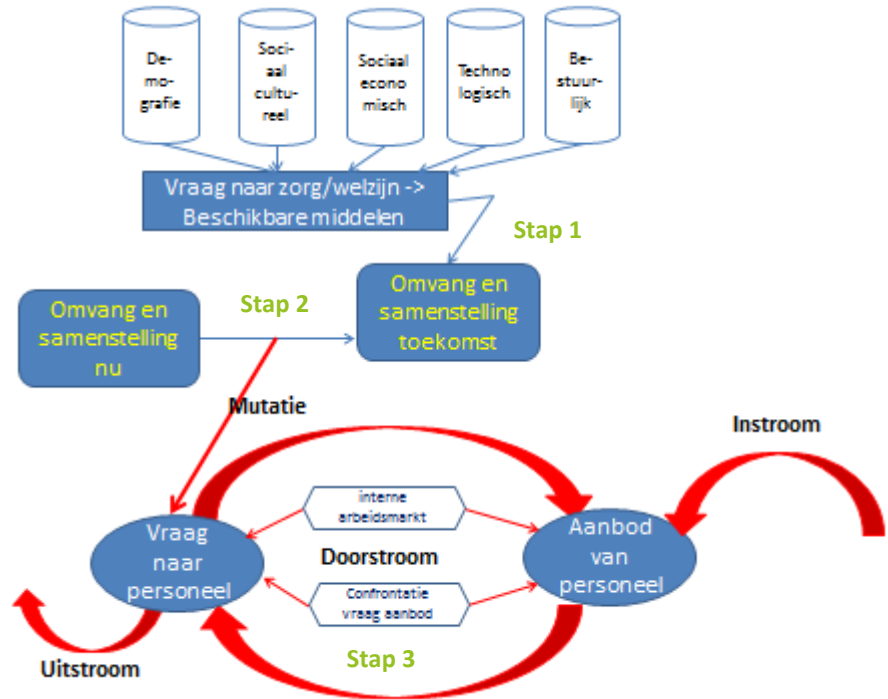 De-
mo-
grafie
Soci-
aal
cultu-
reel
Sociaal
econo
misch
Techno
logisch
Be-
stuur-
lijk
Vraag naar zorg/welzijn ->
Beschikbare middelen
Stap 1
Omvang en
samenstelling
nu
Stap 2
Omvang en
samenstelling
toekomst
Mutatie
Instroom
interne
arbeidsmarkt
Vraag
naar
personeel
Doorstroom
Aanbod
van
personeel
Confrontatie
vraag aanbod
Uitstroom
Stap 3